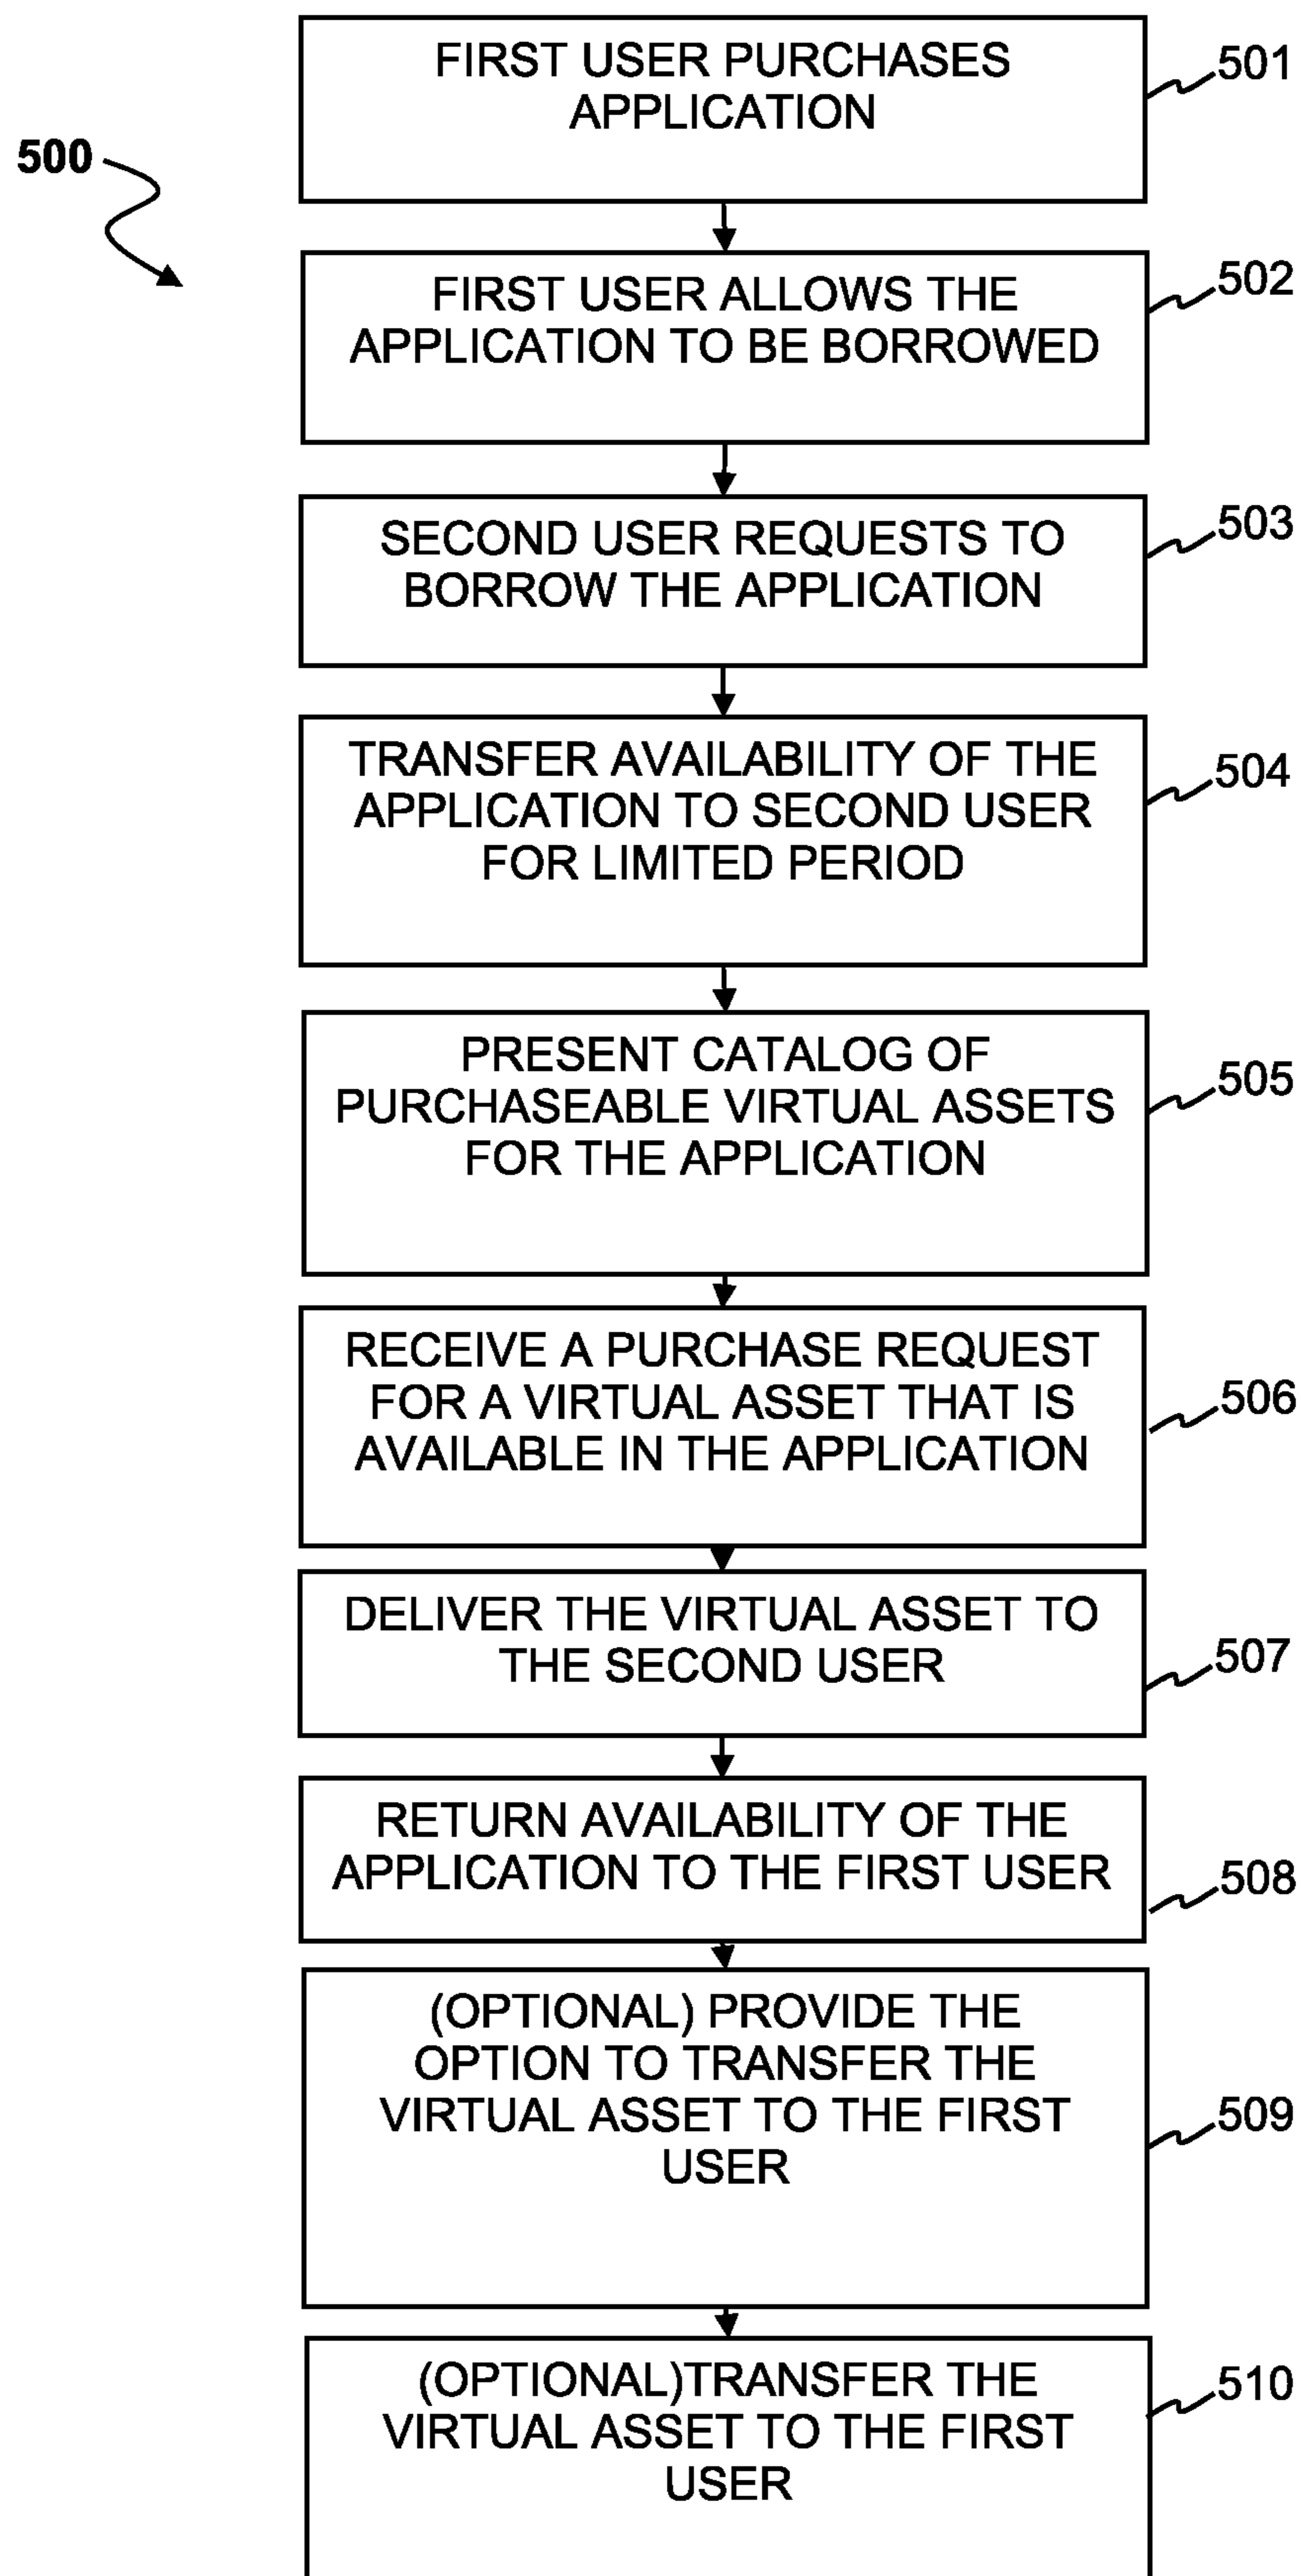 FIRST USER PURCHASES
APPLICATION
501
500
FIRST USER ALLOWS THE
APPLICATION TO BE BORROWED
502
SECOND USER REQUESTS TO
BORROW THE APPLICATION
503
TRANSFER AVAILABILITY OF THE
APPLICATION TO SECOND USER
FOR LIMITED PERIOD
504
PRESENT CATALOG OF
PURCHASEABLE VIRTUAL ASSETS
FOR THE APPLICATION
505
RECEIVE A PURCHASE REQUEST
FOR A VIRTUAL ASSET THAT IS
AVAILABLE IN THE APPLICATION
506
DELIVER THE VIRTUAL ASSET TO
THE SECOND USER
507
RETURN AVAILABILITY OF THE
APPLICATION TO THE FIRST USER
508
(OPTIONAL) PROVIDE THE
OPTION TO TRANSFER THE
VIRTUAL ASSET TO THE FIRST
USER
509
(OPTIONAL)TRANSFER THE
VIRTUAL ASSET TO THE FIRST
USER
510